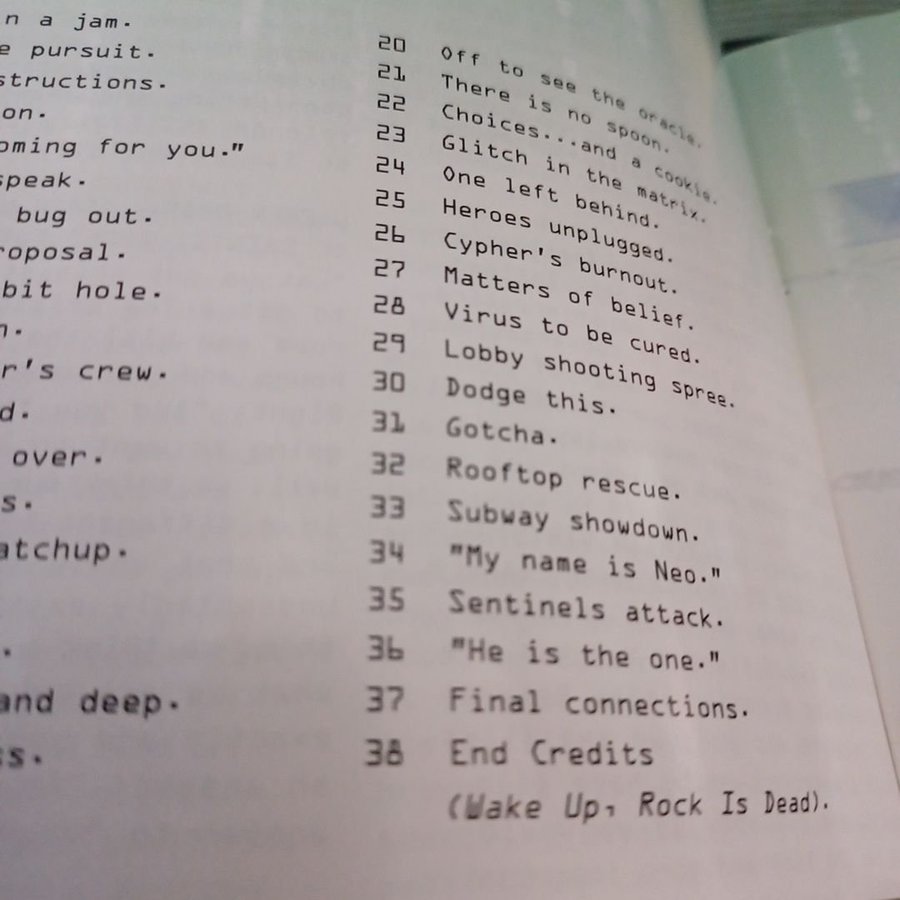 n a jam.
e pursuit.
structions.
on.
oming for you."
speak.
bug out.
roposal.
bit hole.
n.
r's crew.
d.
over.
s.
atchup.
.
and deep.
s.
20 Off to see the oracle.
21 There is no spoon.
22 Choices...and a cookie.
23 Glitch in the matrix.
24 One left behind.
25 Heroes unplugged.
26 Cypher's burnout.
27 Matters of belief.
28 Virus to be cured.
29 Lobby shooting spree.
30 Dodge this.
31 Gotcha.
32 Rooftop rescue.
33 Subway showdown.
34 "My name is Neo."
35 Sentinels attack.
36 "He is the one."
37 Final connections.
38 End Credits
(Wake Up, Rock Is Dead).